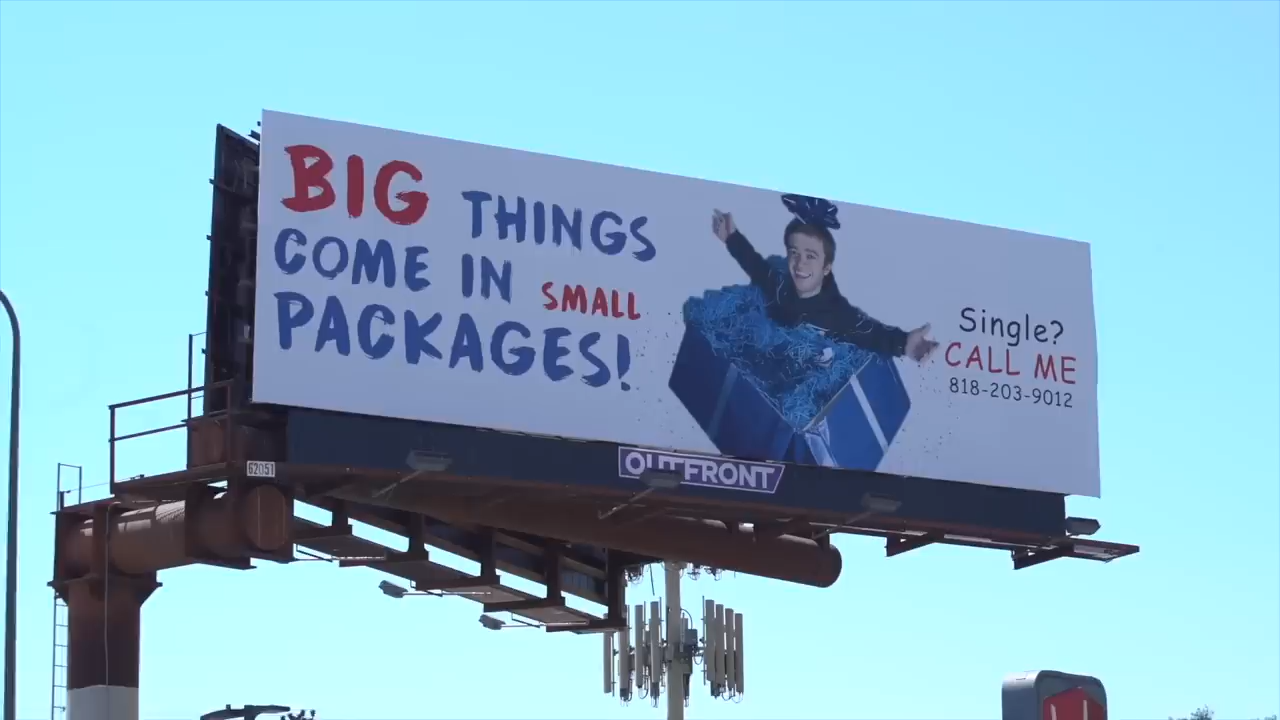 BIG THINGS
COME IN SMALL
PACKAGES!
Single?
CALL ME
818-203-9012
62051
OUTFRONT